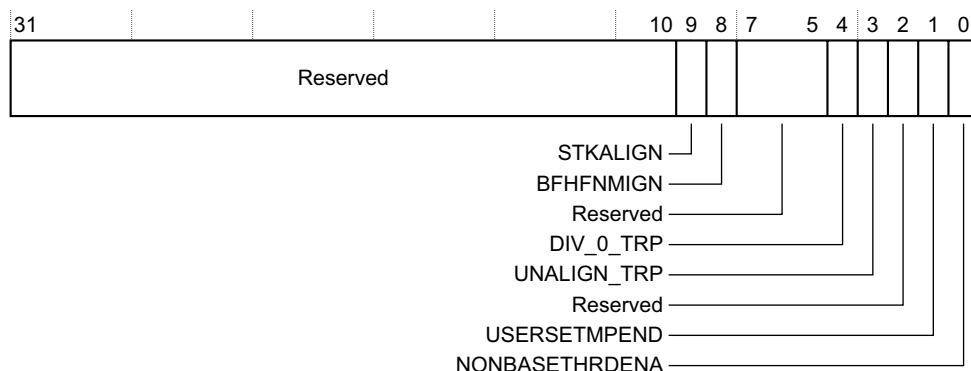 31 10 9 8 7 5 4 3 2 1 0
Reserved
STKALIGN
BFHFNMIGN
Reserved
DIV_0_TRP
UNALIGN_TRP
Reserved
USERSETMPEND
NONBASETHRDENA